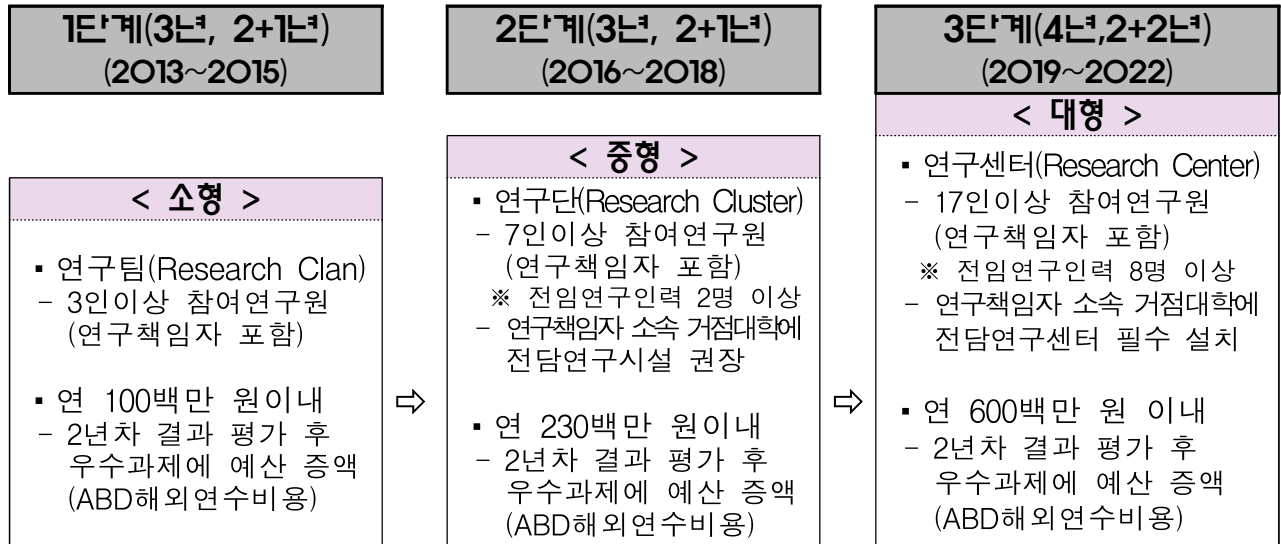 1단계(3년, 2+1년)
(2013~2015)
< 소형 >
▪ 연구팀(Research Clan)
- 3인이상 참여연구원
(연구책임자 포함)
▪ 연 100백만 원이내
- 2년차 결과 평가 후
우수과제에 예산 증액
(ABD해외연수비용)
⇨
2단계(3년, 2+1년)
(2016~2018)
< 중형 >
▪ 연구단(Research Cluster)
- 7인이상 참여연구원
(연구책임자 포함)
※ 전임연구인력 2명 이상
- 연구책임자 소속 거점대학에
전담연구시설 권장
▪ 연 230백만 원이내
- 2년차 결과 평가 후
우수과제에 예산 증액
(ABD해외연수비용)
⇨
3단계(4년,2+2년)
(2019~2022)
< 대형 >
▪ 연구센터(Research Center)
- 17인이상 참여연구원
(연구책임자 포함)
※ 전임연구인력 8명 이상
- 연구책임자 소속 거점대학에
전담연구센터 필수 설치
▪ 연 600백만 원 이내
- 2년차 결과 평가 후
우수과제에 예산 증액
(ABD해외연수비용)